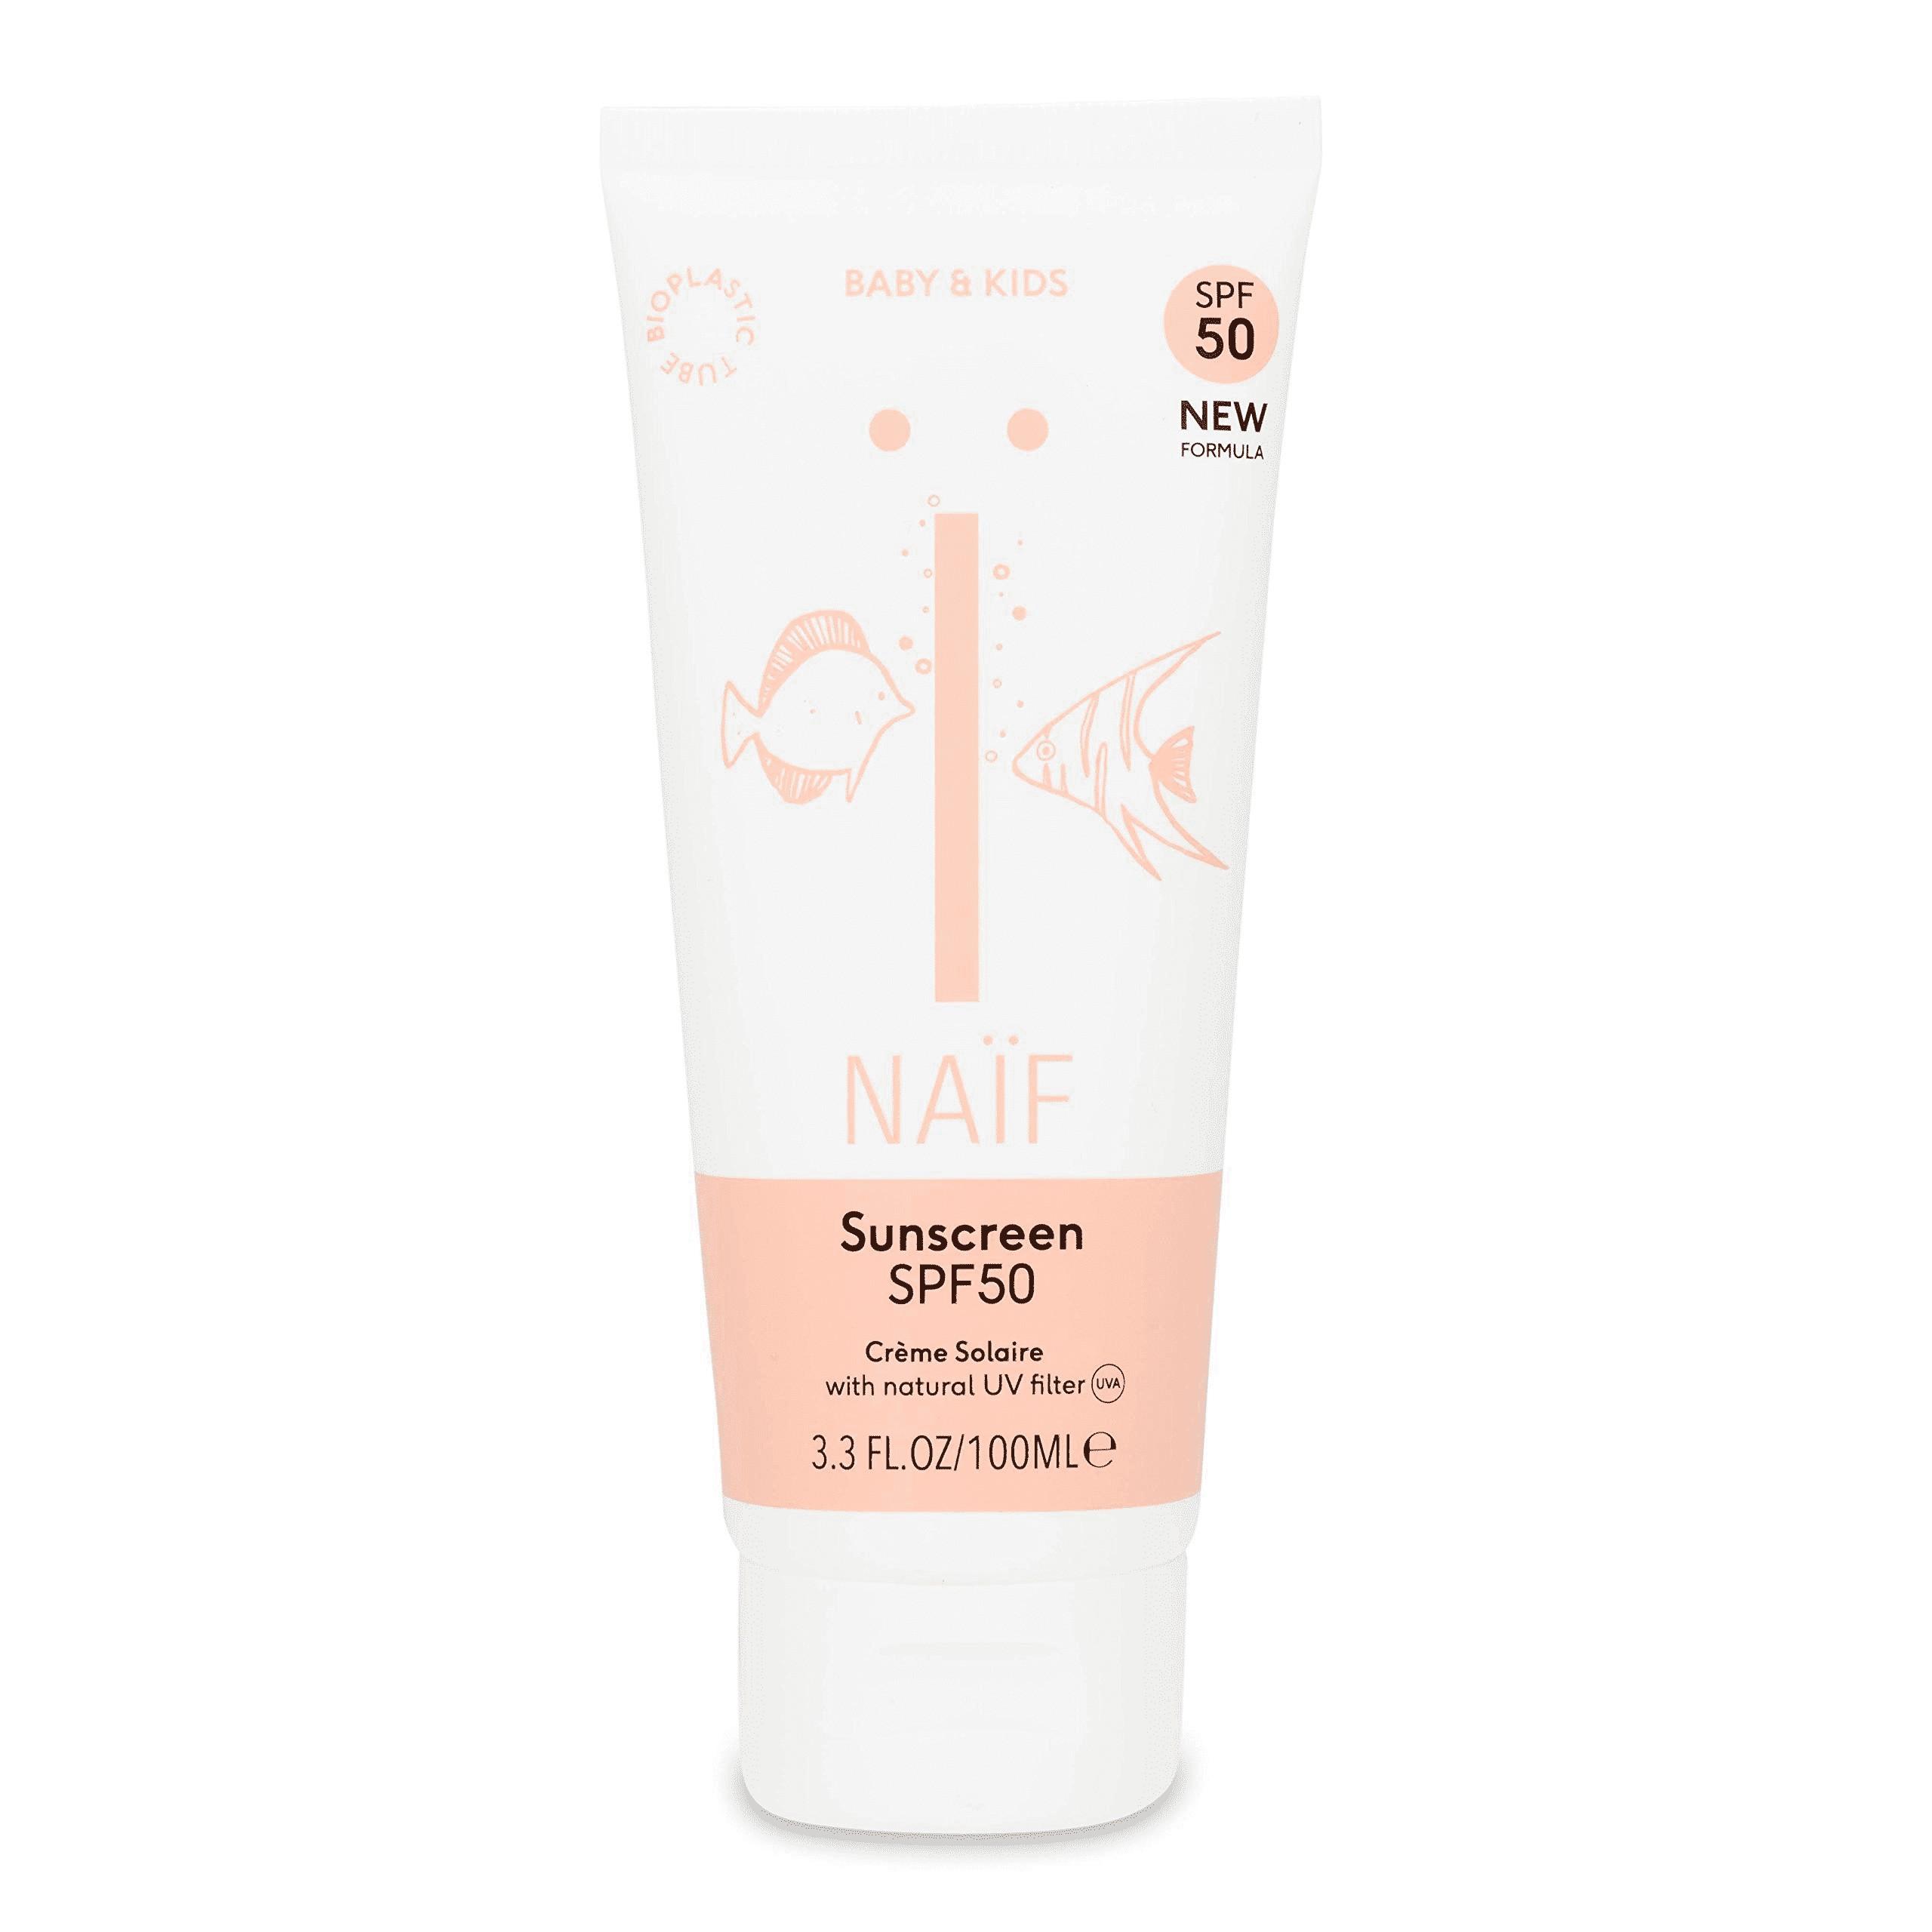 BIOPLASTIC TUBE
BABY & KIDS
SPF
50
NEW
FORMULA
NAÏF
Sunscreen
SPF50
Crème Solaire
with natural UV filter UVA
3.3 FL.OZ/100ML℮